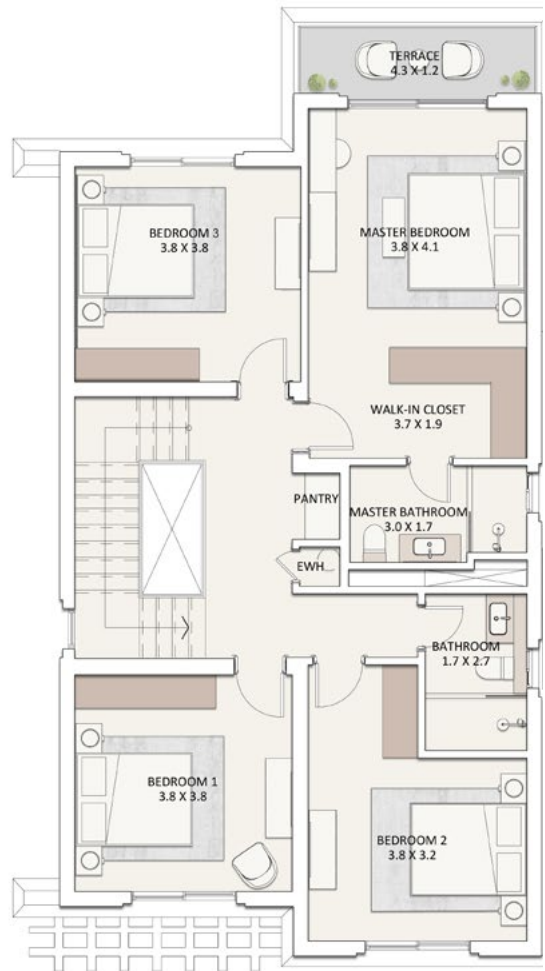 TERRACE
4.3 X 1.2
BEDROOM 3
3.8 X 3.8
MASTER BEDROOM
3.8 X 4.1
WALK-IN CLOSET
3.7 X 1.9
PANTRY
MASTER BATHROOM
3.0 X 1.7
EWH
BATHROOM
1.7 X 2.7
BEDROOM 1
3.8 X 3.8
BEDROOM 2
3.8 X 3.2